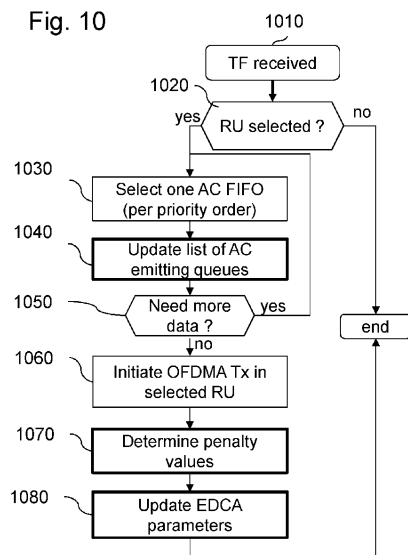 Fig. 10
1010
TF received
1020
yes
RU selected ?
no
1030
Select one AC FIFO
(per priority order)
1040
Update list of AC
emitting queues
1050
Need more
data ?
yes
no
end
1060
Initiate OFDMA Tx in
selected RU
1070
Determine penalty
values
1080
Update EDCA
parameters